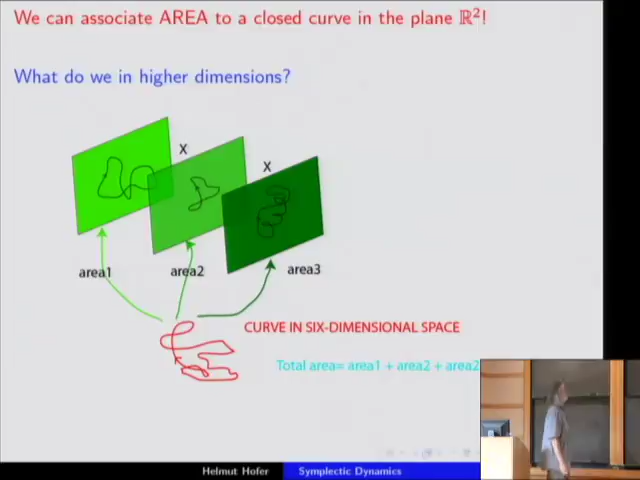 We can associate AREA to a closed curve in the plane ℝ²!
What do we in higher dimensions?
X
X
area1
area2
area3
CURVE IN SIX-DIMENSIONAL SPACE
Total area= area1 + area2 + area2
Helmut Hofer
Symplectic Dynamics